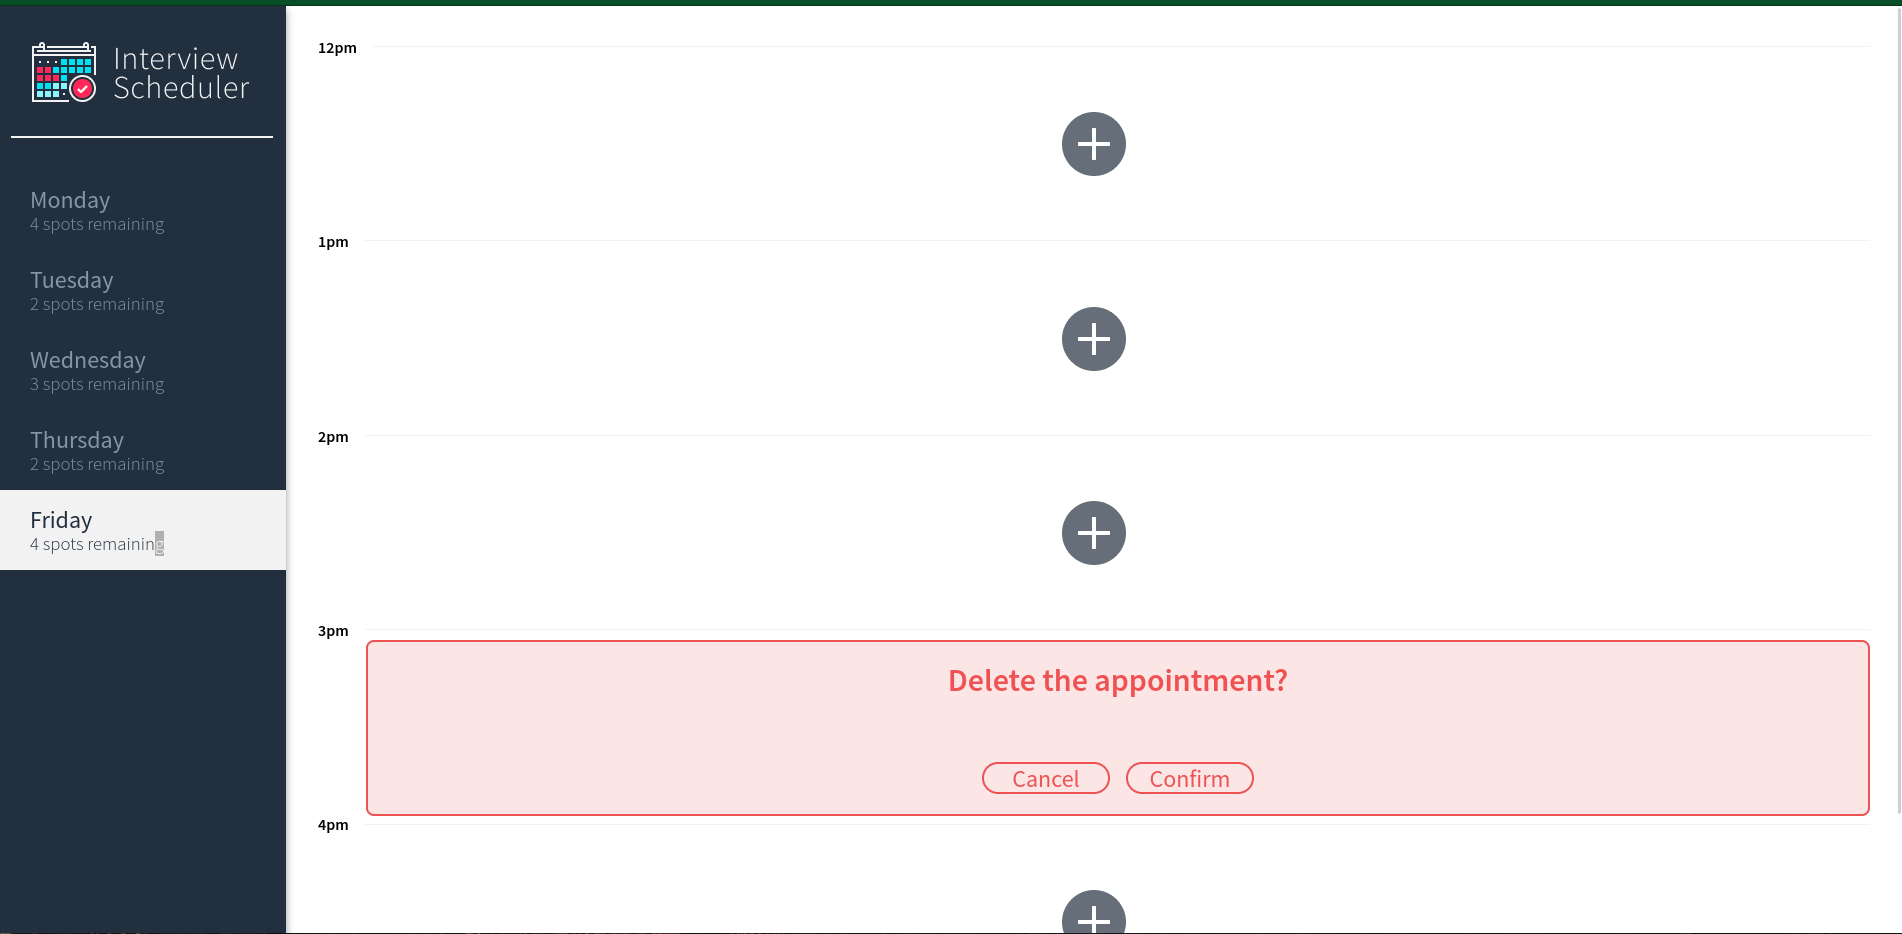 Interview
Scheduler
Monday
4 spots remaining
Tuesday
2 spots remaining
Wednesday
3 spots remaining
Thursday
2 spots remaining
Friday
4 spots remaining
12pm
1pm
2pm
3pm
Delete the appointment?
Cancel Confirm
4pm